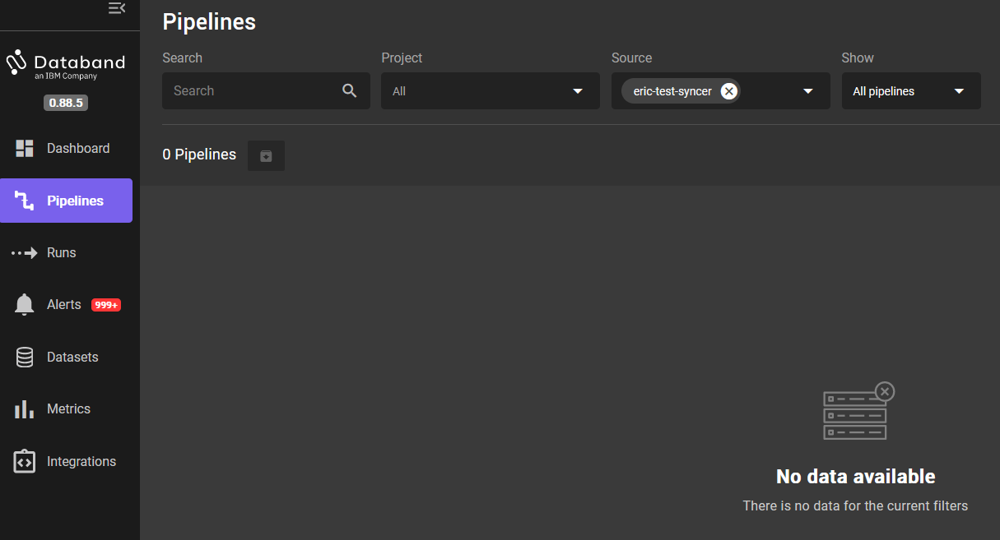 Pipelines
Search
Project
Source
Show
Search
All
eric-test-syncer
All pipelines
0 Pipelines
Databand
an IBM Company
0.88.5
Dashboard
Pipelines
Runs
Alerts 999+
Datasets
Metrics
Integrations
No data available
There is no data for the current filters